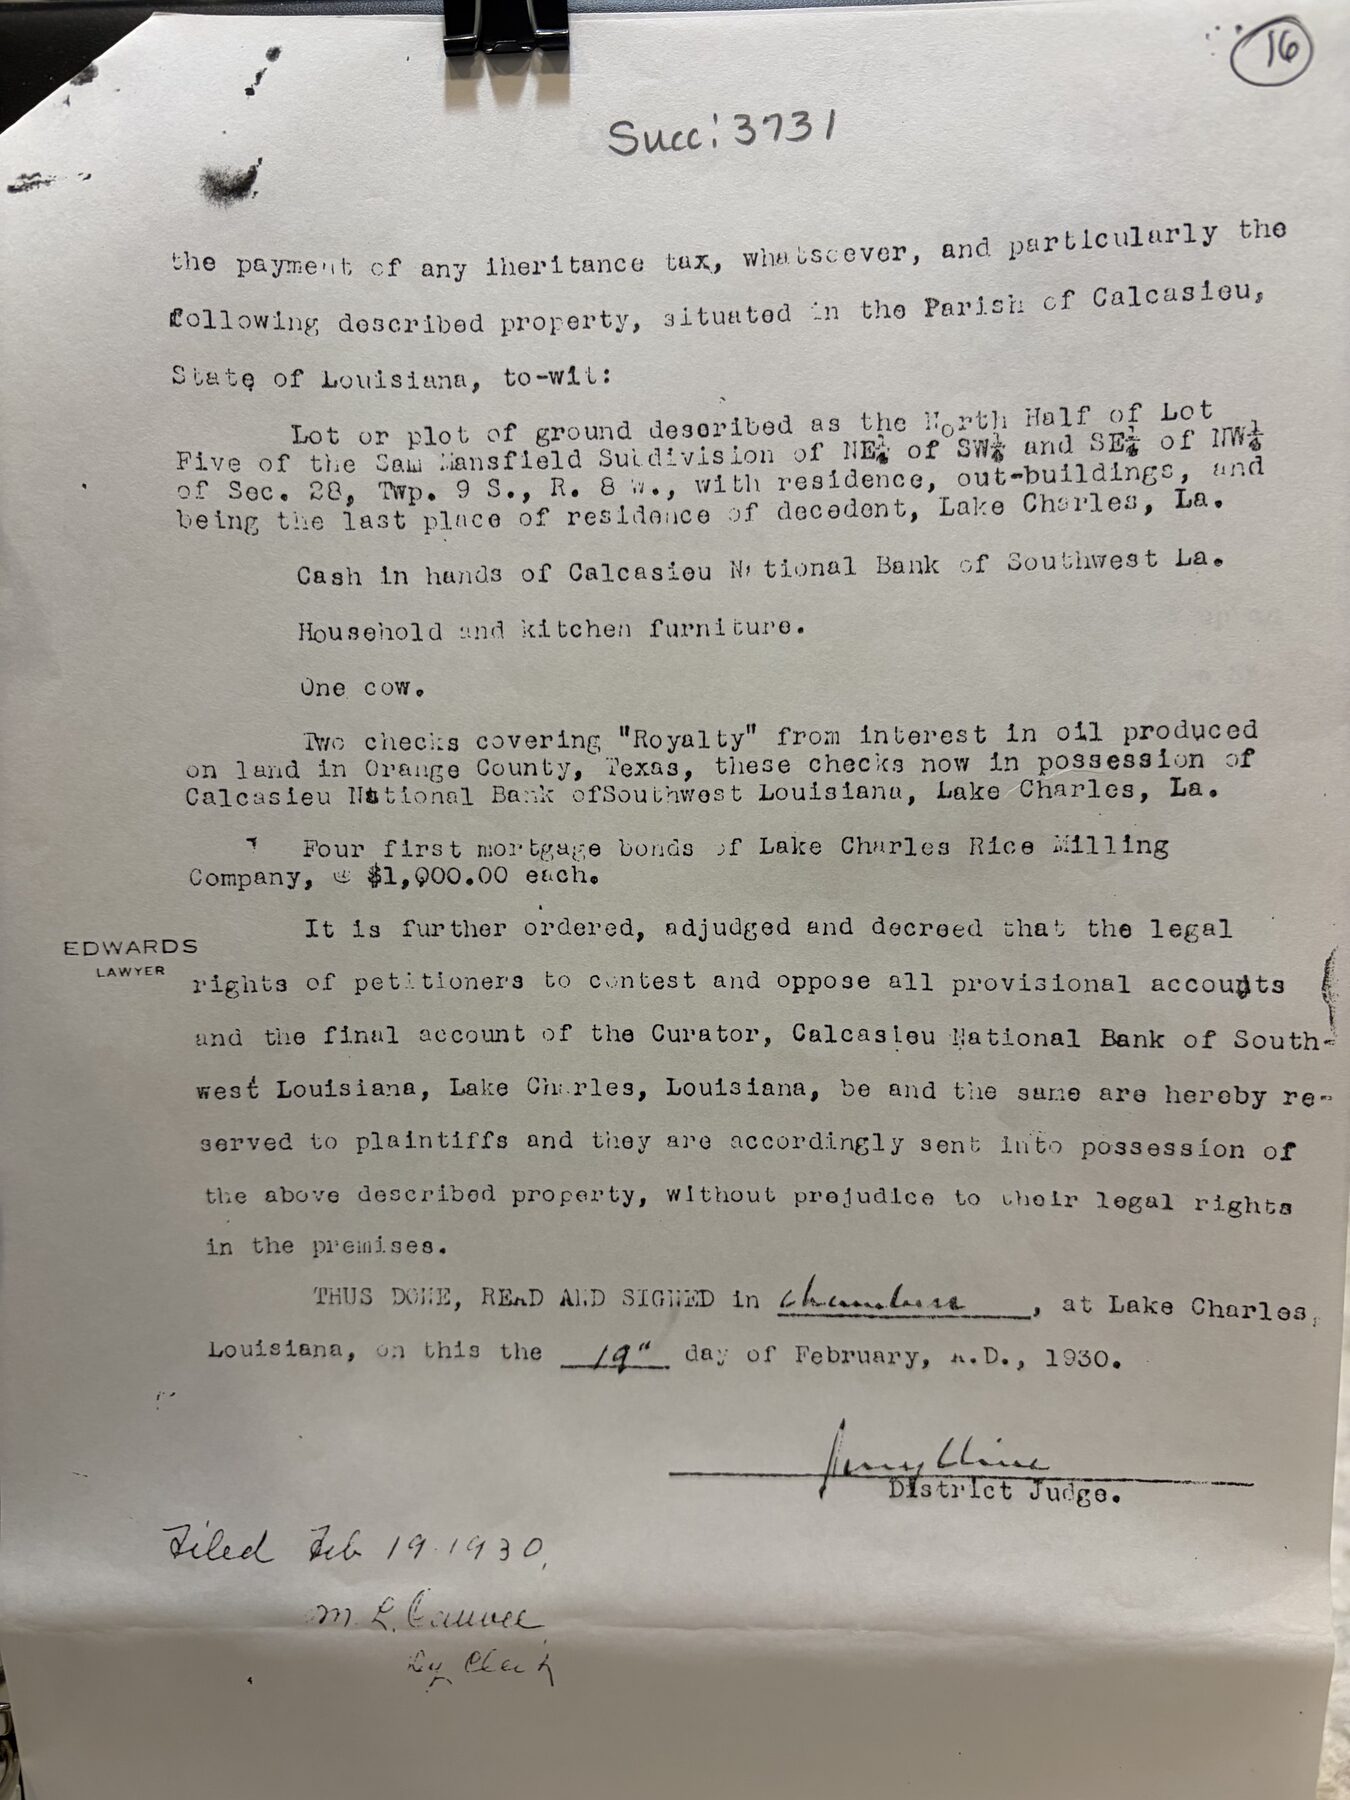 16
Succ: 3731
the payment of any iheritance tax, whatsoever, and particularly the
following described property, situated in the Parish of Calcasieu,
State of Louisiana, to-wit:
Lot or plot of ground described as the North Half of Lot
Five of the Sam Mansfield Subdivision of NE¼ of SW¼ and SE¼ of NW¼
of Sec. 28, Twp. 9 S., R. 8 W., with residence, out-buildings, and
being the last place of residence of decedent, Lake Charles, La.
Cash in hands of Calcasieu National Bank of Southwest La.
Household and kitchen furniture.
One cow.
Two checks covering "Royalty" from interest in oil produced
on land in Orange County, Texas, these checks now in possession of
Calcasieu National Bank ofSouthwest Louisiana, Lake Charles, La.
Four first mortgage bonds of Lake Charles Rice Milling
Company, @ $1,000.00 each.
It is further ordered, adjudged and decreed that the legal
EDWARDS
LAWYER
rights of petitioners to contest and oppose all provisional accounts
and the final account of the Curator, Calcasieu National Bank of South-
west Louisiana, Lake Charles, Louisiana, be and the same are hereby re-
served to plaintiffs and they are accordingly sent into possession of
the above described property, without prejudice to their legal rights
in the premises.
THUS DONE, READ AND SIGNED in chambers, at Lake Charles,
Louisiana, on this the 19" day of February, A.D., 1930.
District Judge.
Filed Feb 19-1930,
M. L.
Dy Clerk